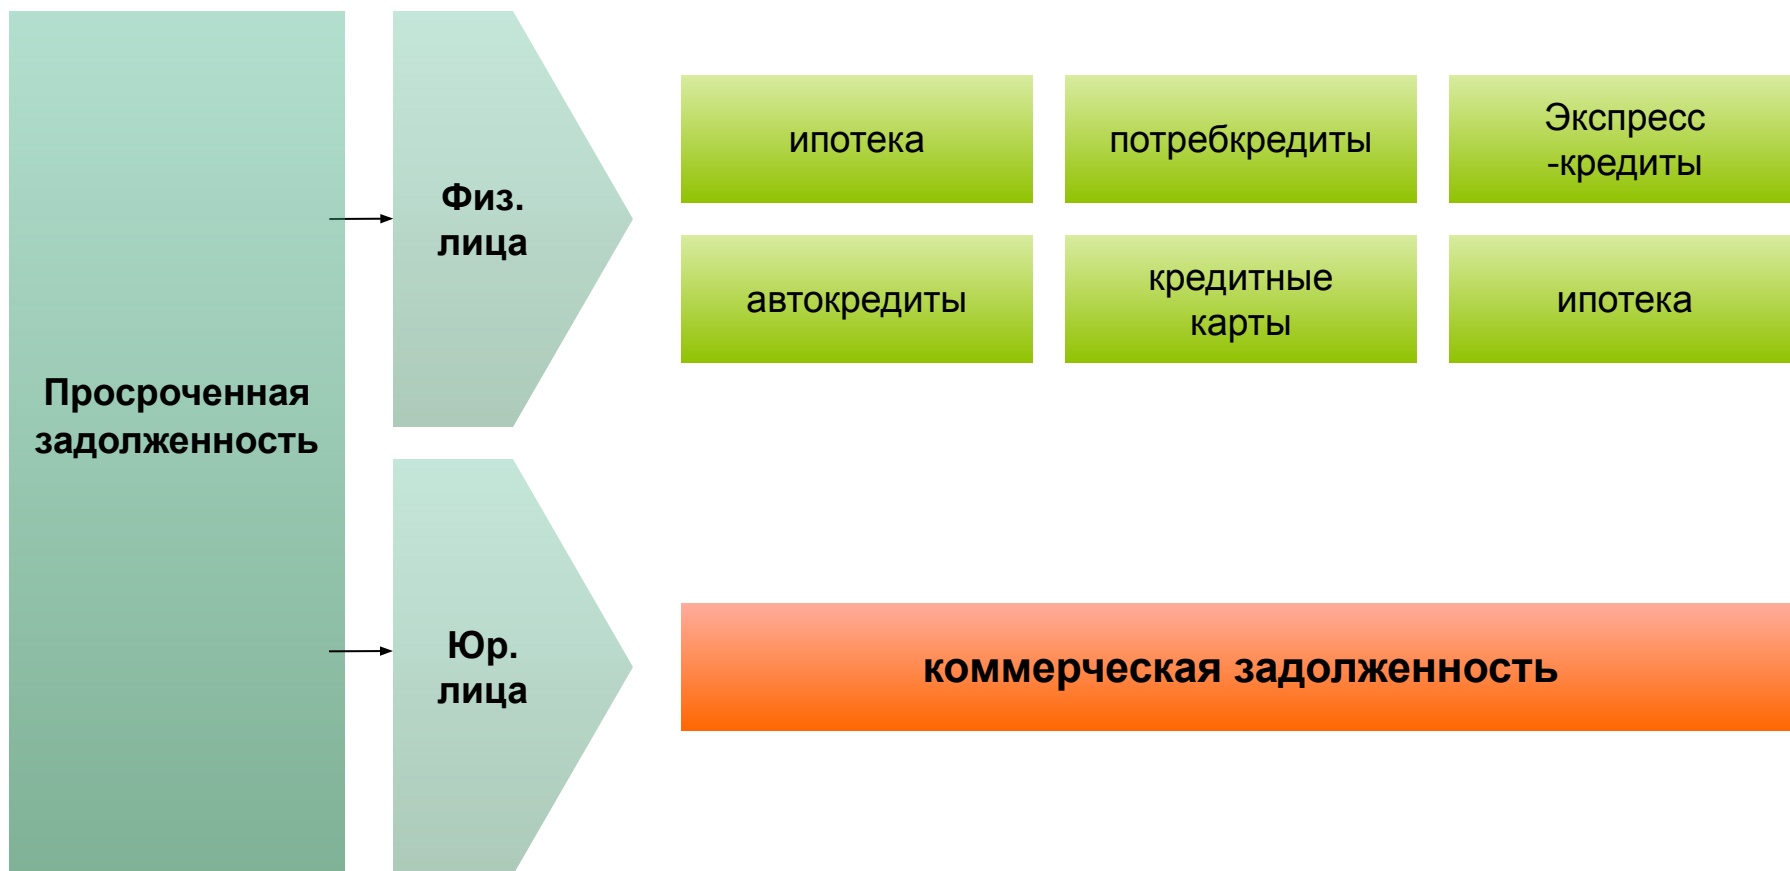 Просроченная
задолженность
Физ.
лица
ипотека
потребкредиты
Экспресс
-кредиты
автокредиты
кредитные
карты
ипотека
Юр.
лица
коммерческая задолженность